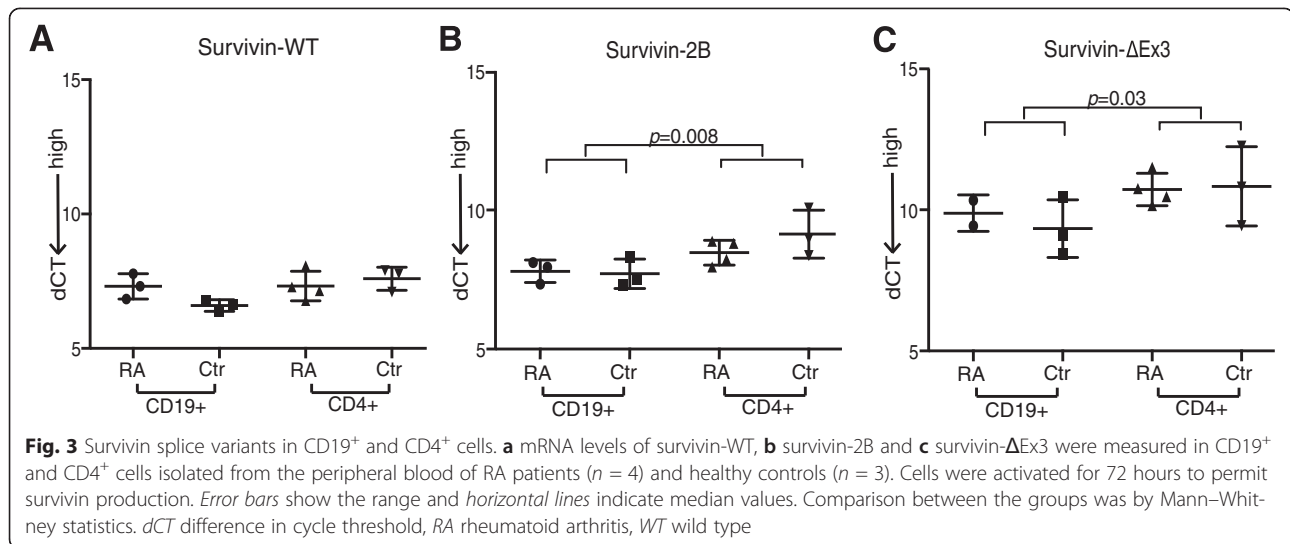 A
Survivin-WT
15
10
5
dCT
high
RA
Ctr
RA
Ctr
CD19+
CD4+
B
Survivin-2B
15
10
5
dCT
high
p=0.008
RA
Ctr
RA
Ctr
CD19+
CD4+
C
Survivin-ΔEx3
15
10
5
dCT
high
p=0.03
RA
Ctr
RA
Ctr
CD19+
CD4+
Fig. 3 Survivin splice variants in CD19⁺ and CD4⁺ cells. a mRNA levels of survivin-WT, b survivin-2B and c survivin-ΔEx3 were measured in CD19⁺
and CD4⁺ cells isolated from the peripheral blood of RA patients (n = 4) and healthy controls (n = 3). Cells were activated for 72 hours to permit
survivin production. Error bars show the range and horizontal lines indicate median values. Comparison between the groups was by Mann–Whit-
ney statistics. dCT difference in cycle threshold, RA rheumatoid arthritis, WT wild type